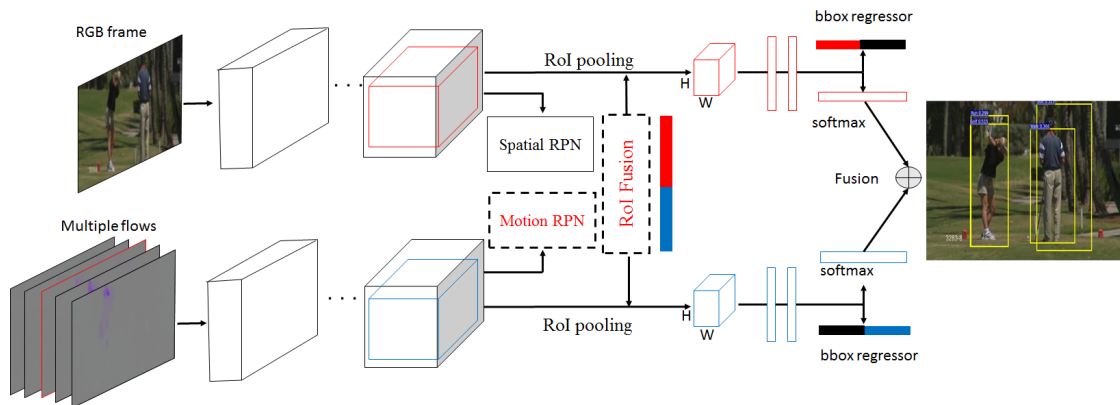 RGB frame
RoI pooling
H
W
bbox regressor
softmax
Spatial RPN
Motion RPN
RoI Fusion
Fusion
Multiple flows
RoI pooling
H
W
softmax
bbox regressor